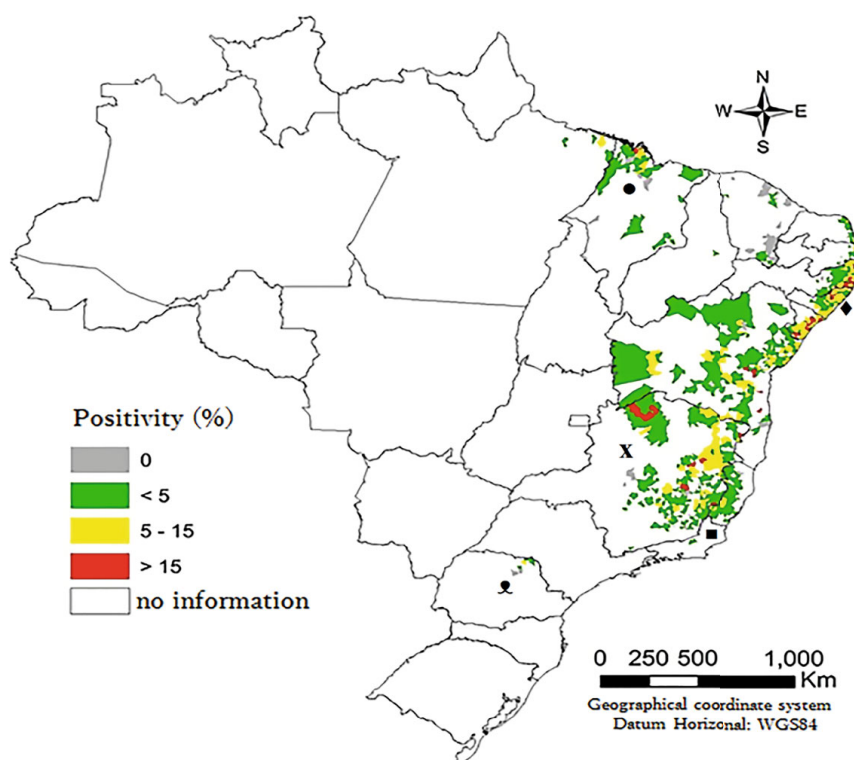 N
W E
S
X
Positivity (%)
0
< 5
5 - 15
> 15
no information
0 250 500 1,000
Km
Geographical coordinate system
Datum Horizonal: WGS84